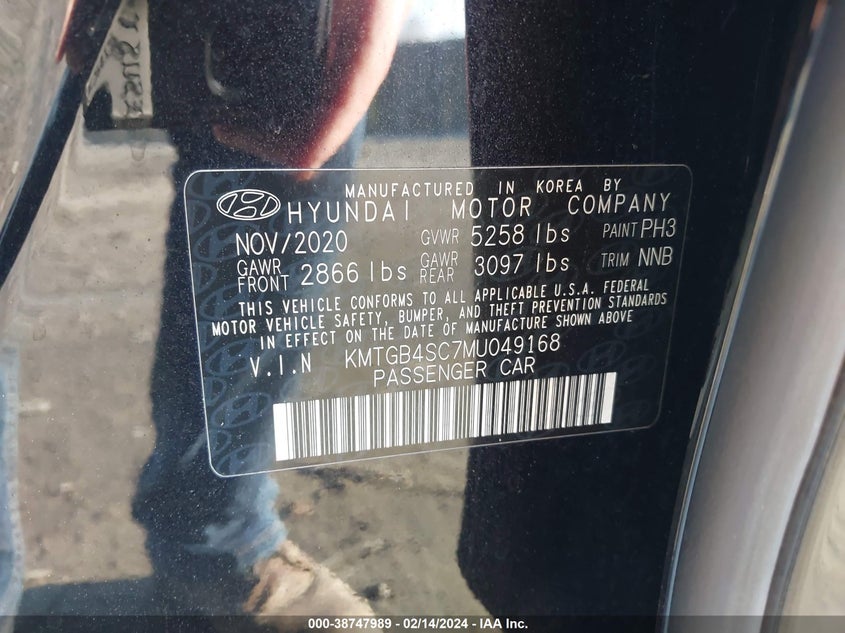 MANUFACTURED IN KOREA BY
HYUNDAI MOTOR COMPANY
NOV/2020 GVWR 5258 lbs PAINT PH3
GAWR FRONT 2866 lbs GAWR REAR 3097 lbs TRIM NNB
THIS VEHICLE CONFORMS TO ALL APPLICABLE U.S.A. FEDERAL
MOTOR VEHICLE SAFETY, BUMPER, AND THEFT PREVENTION STANDARDS
IN EFFECT ON THE DATE OF MANUFACTURE SHOWN ABOVE
V.I.N KMTGB4SC7MU049168
PASSENGER CAR
000-38747989 - 02/14/2024 - IAA Inc.